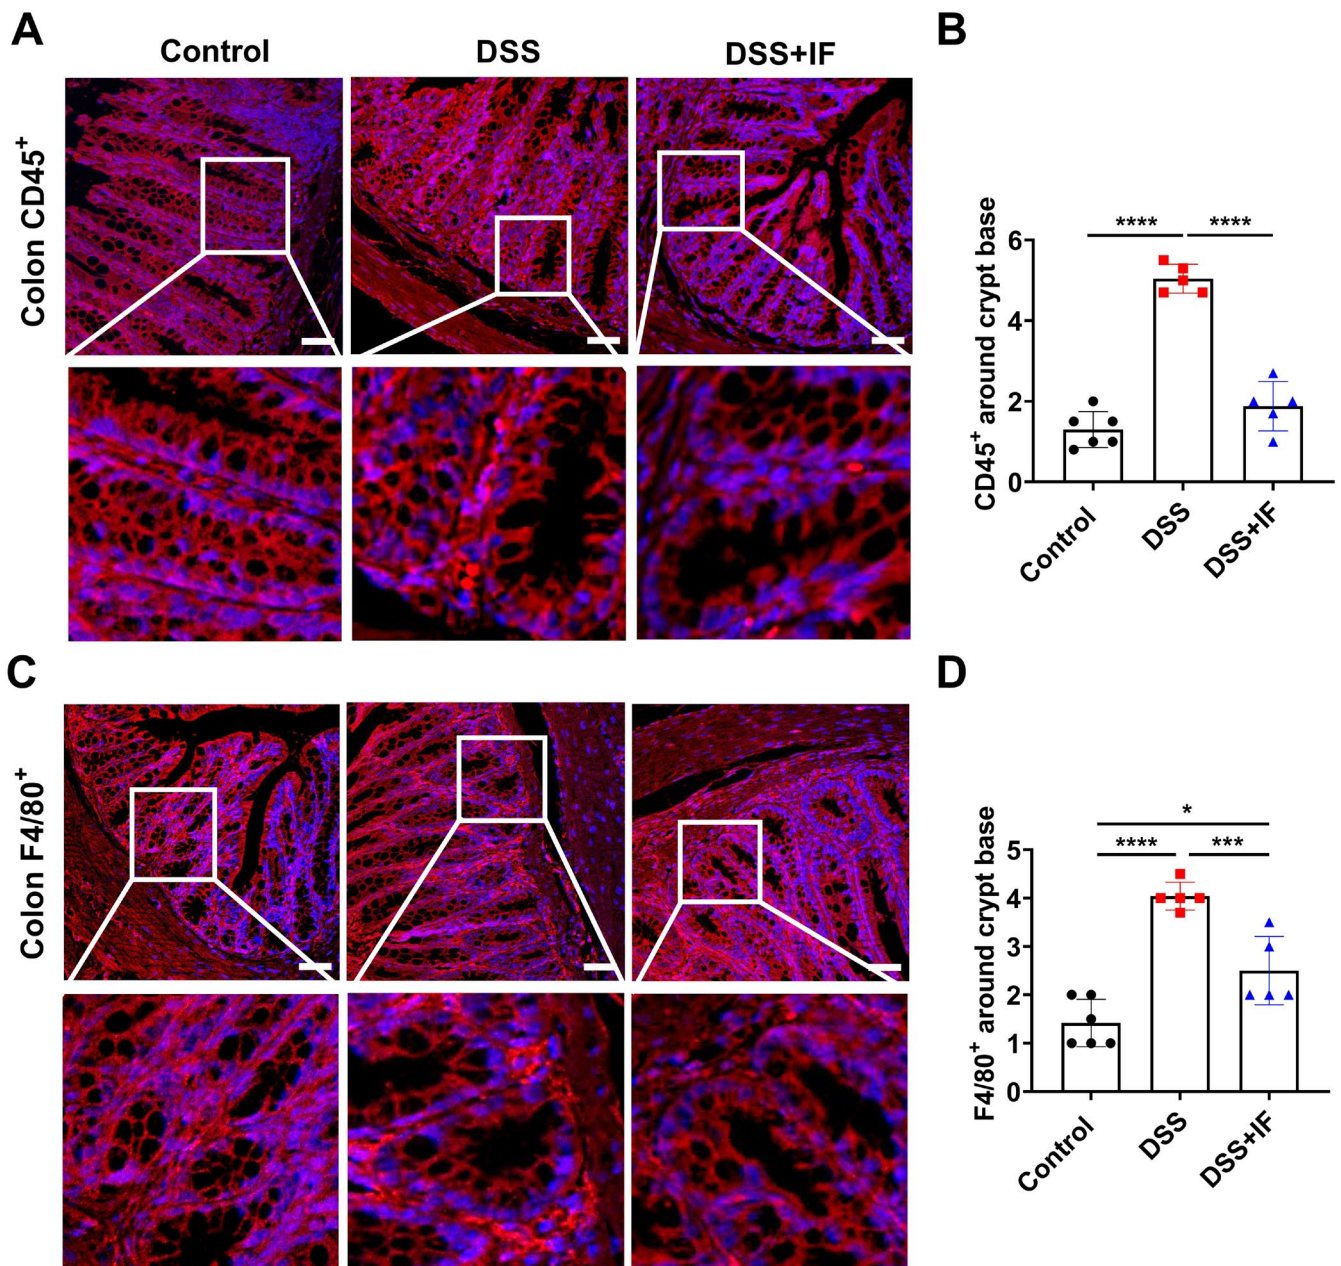 A
Control
DSS
DSS+IF
Colon CD45+
B
CD45+ around crypt base
****
****
6
4
2
0
Control
DSS
DSS+IF
C
Colon F4/80+
D
F4/80+ around crypt base
*
****
***
5
4
3
2
1
0
Control
DSS
DSS+IF